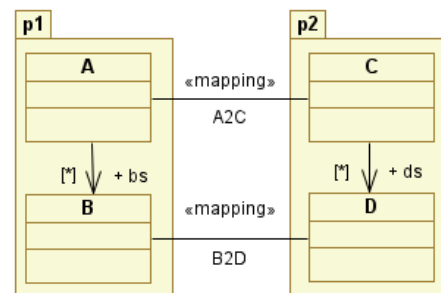 p1 p2
A C
«mapping»
A2C
[*] + bs [*] + ds
B D
«mapping»
B2D